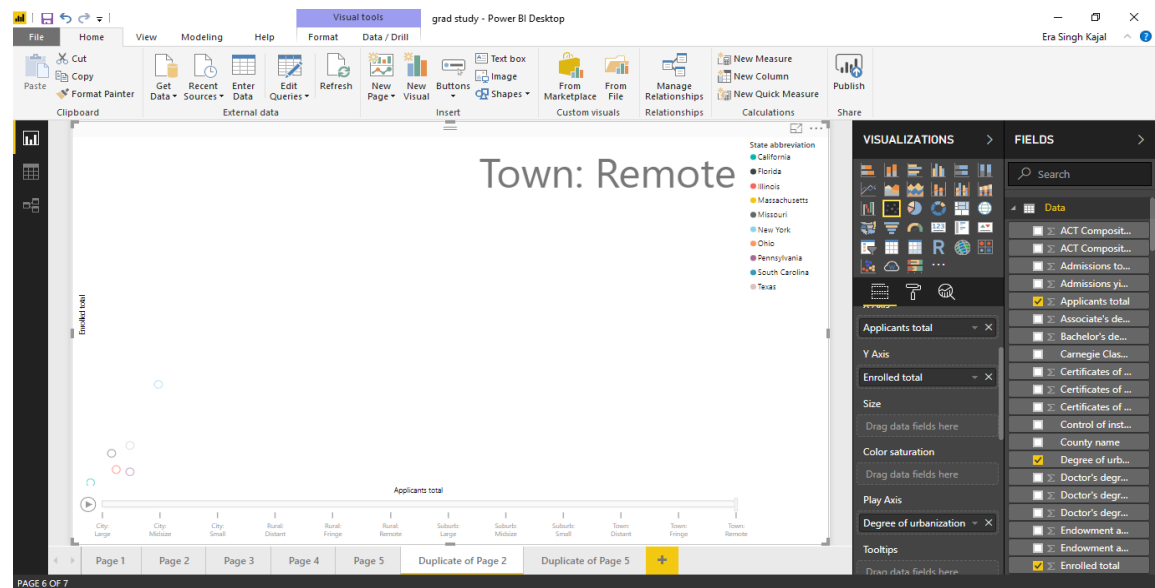 Visual tools
grad study - Power BI Desktop
File Home View Modeling Help Format Data / Drill
Era Singh Kajal
Paste
Cut
Copy
Format Painter
Clipboard
Get Data
Recent Sources
Enter Data
Edit Queries
Refresh
External data
New Page
New Visual
Buttons
Text box
Image
Shapes
Insert
From Marketplace
From File
Custom visuals
Manage Relationships
Relationships
New Measure
New Column
New Quick Measure
Calculations
Publish
Share
Town: Remote
State abbreviation
California
Florida
Illinois
Massachusetts
Missouri
New York
Ohio
Pennsylvania
South Carolina
Texas
Enrolled total
Applicants total
City: Large
City: Midsize
City: Small
Rural: Distant
Rural: Fringe
Rural: Remote
Suburb: Large
Suburb: Midsize
Suburb: Small
Town: Distant
Town: Fringe
Town: Remote
VISUALIZATIONS
123
R
Applicants total
Y Axis
Enrolled total
Size
Drag data fields here
Color saturation
Drag data fields here
Play Axis
Degree of urbanization
Tooltips
Drag data fields here
FIELDS
Search
Data
ACT Composit...
ACT Composit...
Admissions to...
Admissions yi...
Applicants total
Associate's de...
Bachelor's de...
Carnegie Clas...
Certificates of ...
Certificates of ...
Certificates of ...
Control of inst...
County name
Degree of urb...
Doctor's degr...
Doctor's degr...
Doctor's degr...
Endowment a...
Endowment a...
Enrolled total
Page 1 Page 2 Page 3 Page 4 Page 5 Duplicate of Page 2 Duplicate of Page 5 +
PAGE 6 OF 7